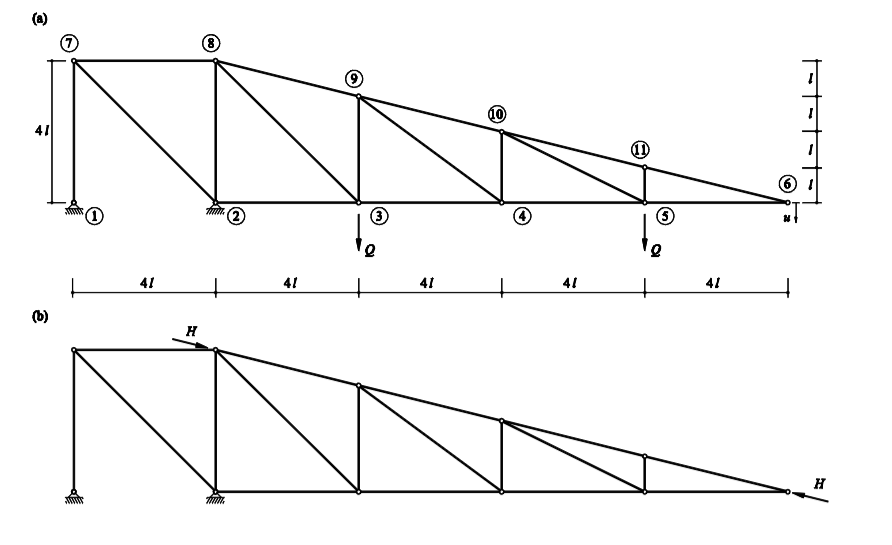 (a)
⑦ ⑧
⑨ l
4l ⑩ l
⑪ l
⑥ l
① ② ③ ④ ⑤ u
Q Q
4l 4l 4l 4l 4l
(b)
H
H